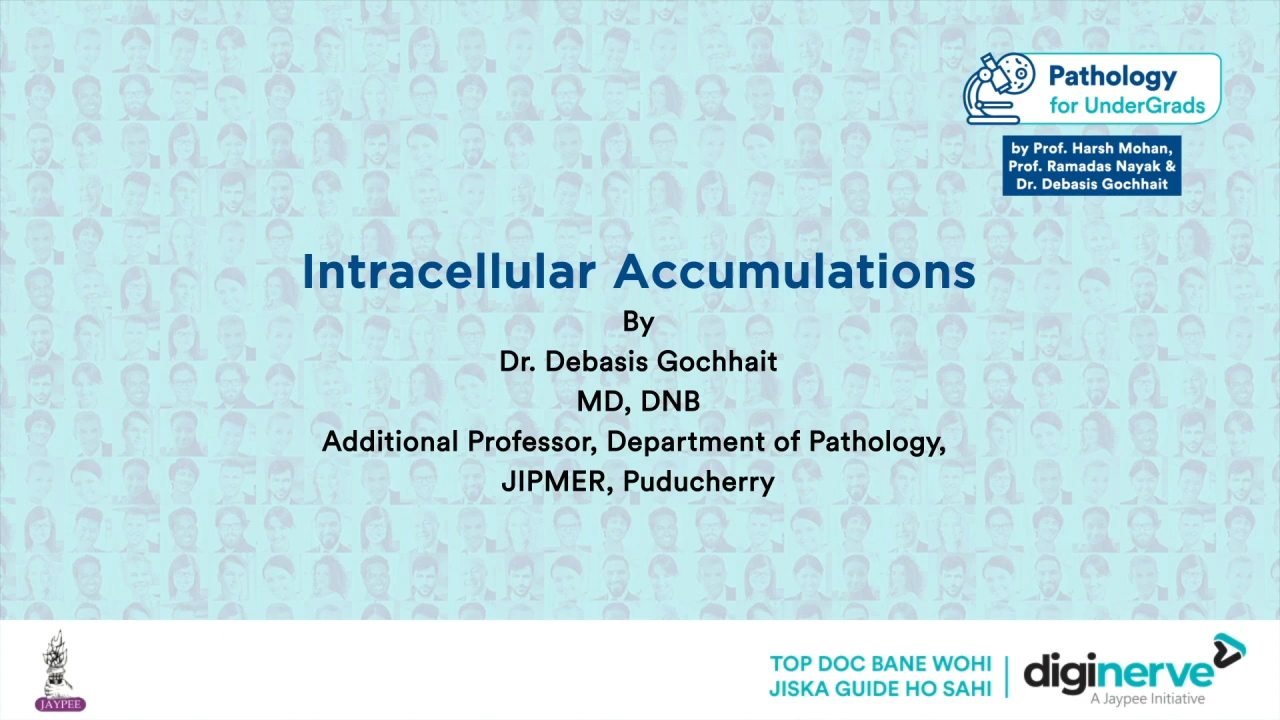 Pathology
for UnderGrads
by Prof. Harsh Mohan,
Prof. Ramadas Nayak &
Dr. Debasis Gochhait
Intracellular Accumulations
By
Dr. Debasis Gochhait
MD, DNB
Additional Professor, Department of Pathology,
JIPMER, Puducherry
JAYPEE
TOP DOC BANE WOHI
JISKA GUIDE HO SAHI
diginerve
A Jaypee Initiative